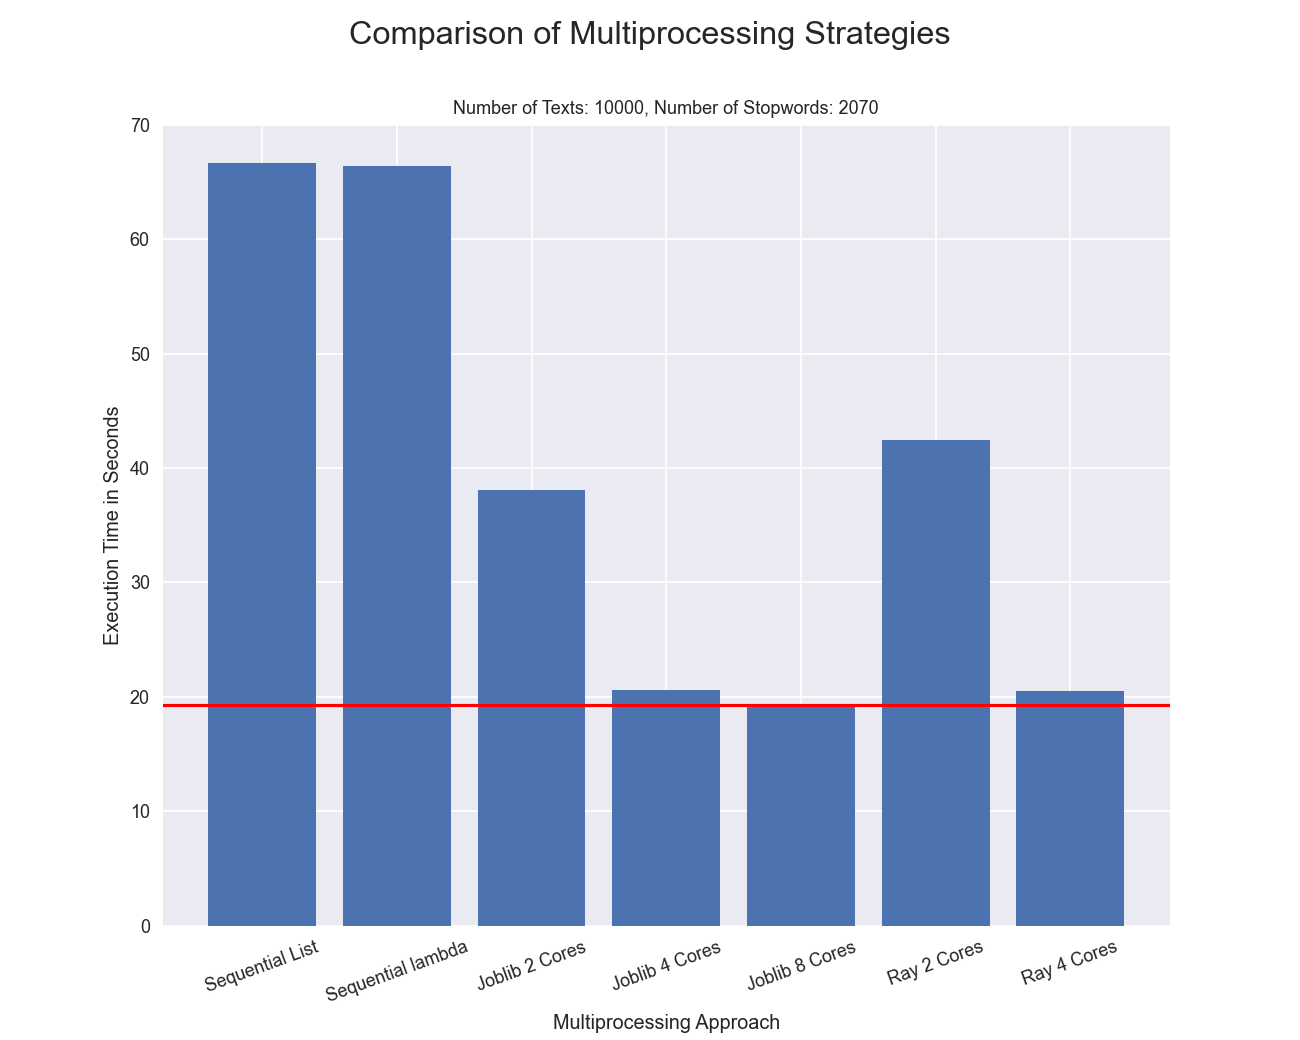 Comparison of Multiprocessing Strategies
Number of Texts: 10000, Number of Stopwords: 2070
70
60
50
40
30
20
10
0
Execution Time in Seconds
Sequential List
Sequential lambda
Joblib 2 Cores
Joblib 4 Cores
Joblib 8 Cores
Ray 2 Cores
Ray 4 Cores
Multiprocessing Approach